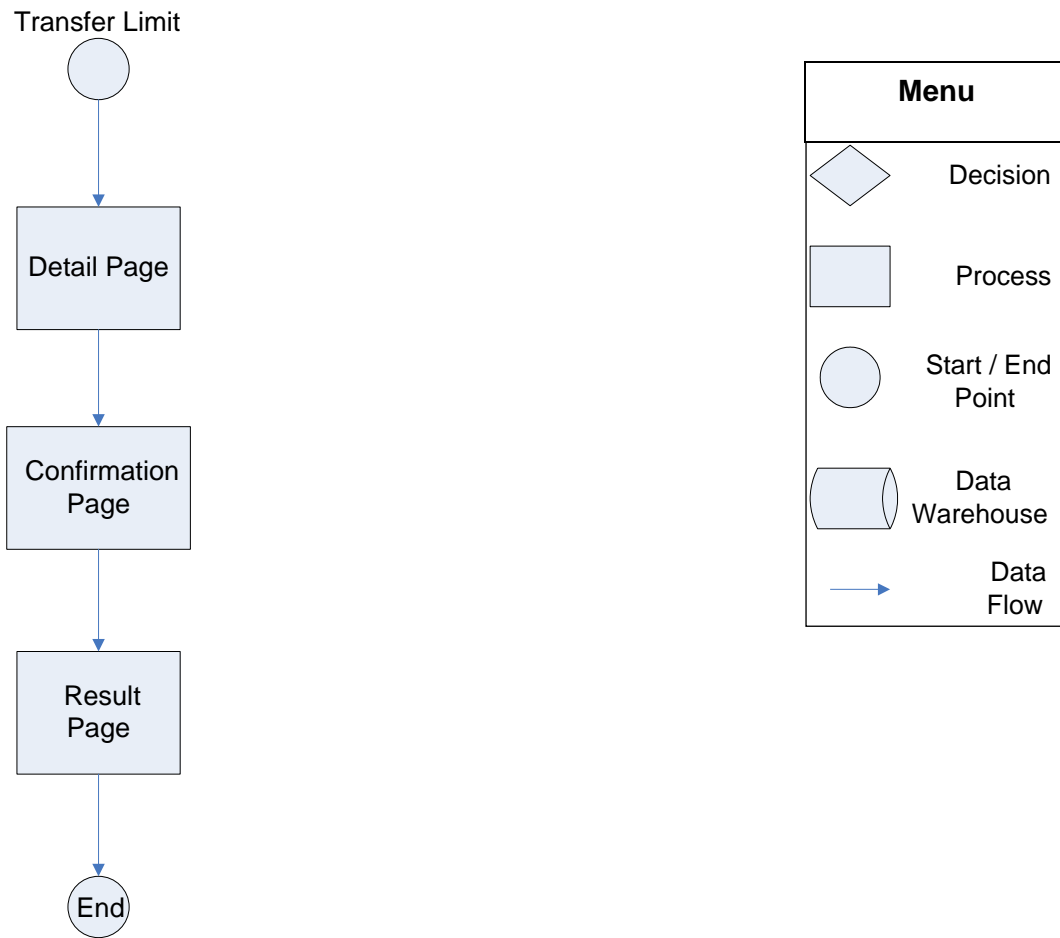 Transfer Limit
Detail Page
Confirmation
Page
Result
Page
End
Menu
Decision
Process
Start / End
Point
Data
Warehouse
Data
Flow